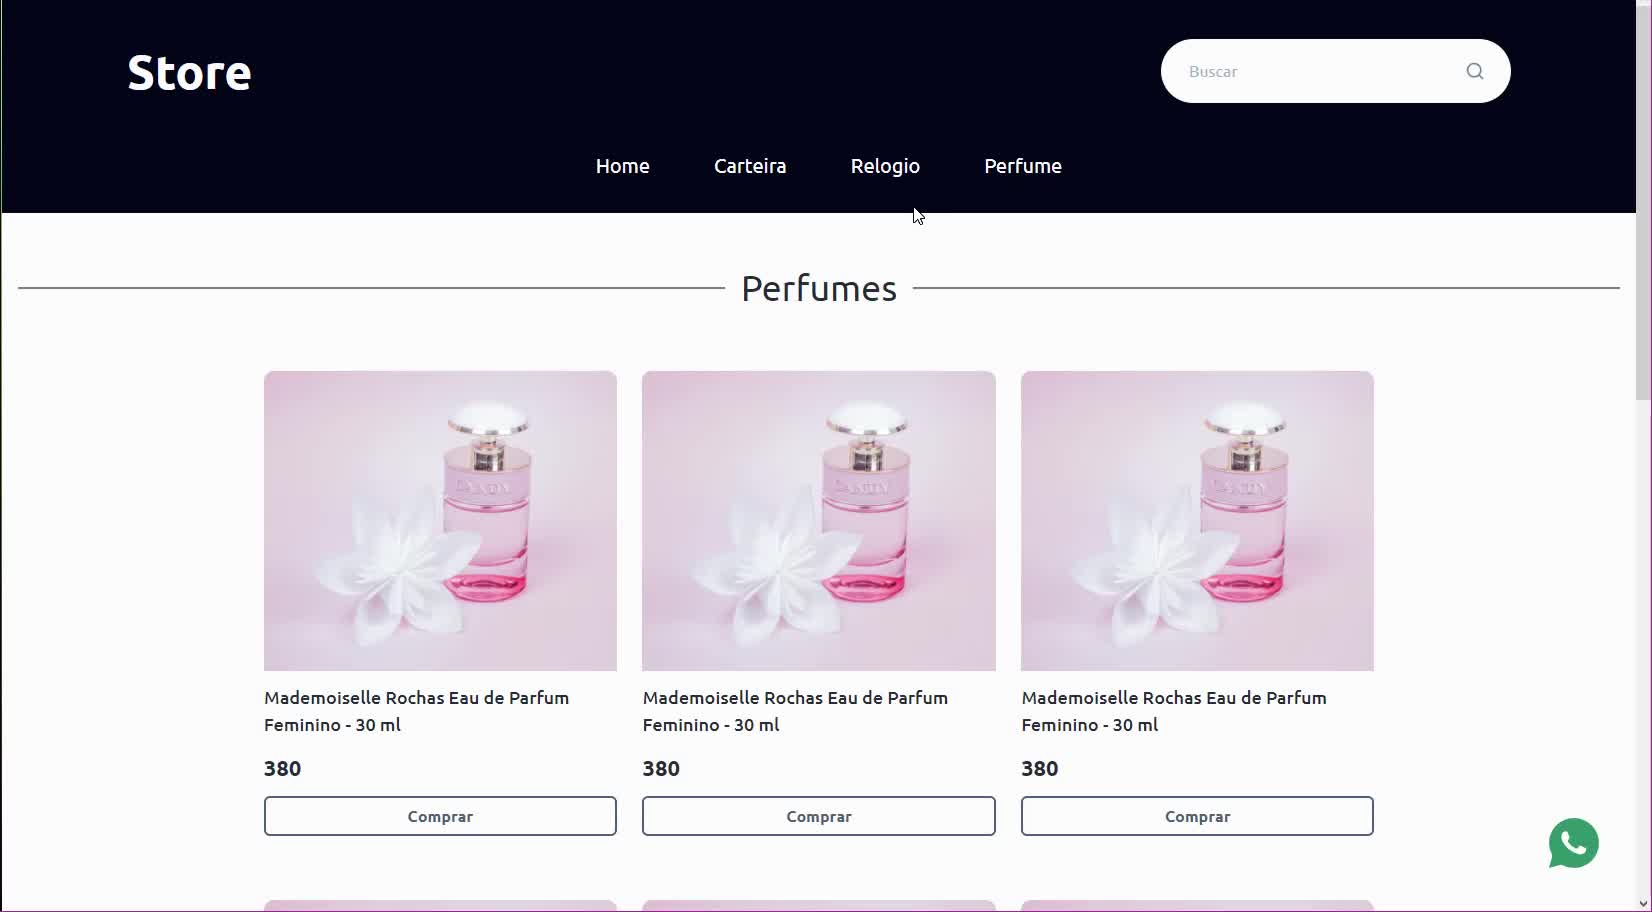 Store
Buscar
Home Carteira Relogio Perfume
Perfumes
CANDY CANDY CANDY
Mademoiselle Rochas Eau de Parfum Mademoiselle Rochas Eau de Parfum Mademoiselle Rochas Eau de Parfum
Feminino - 30 ml Feminino - 30 ml Feminino - 30 ml
380 380 380
Comprar Comprar Comprar